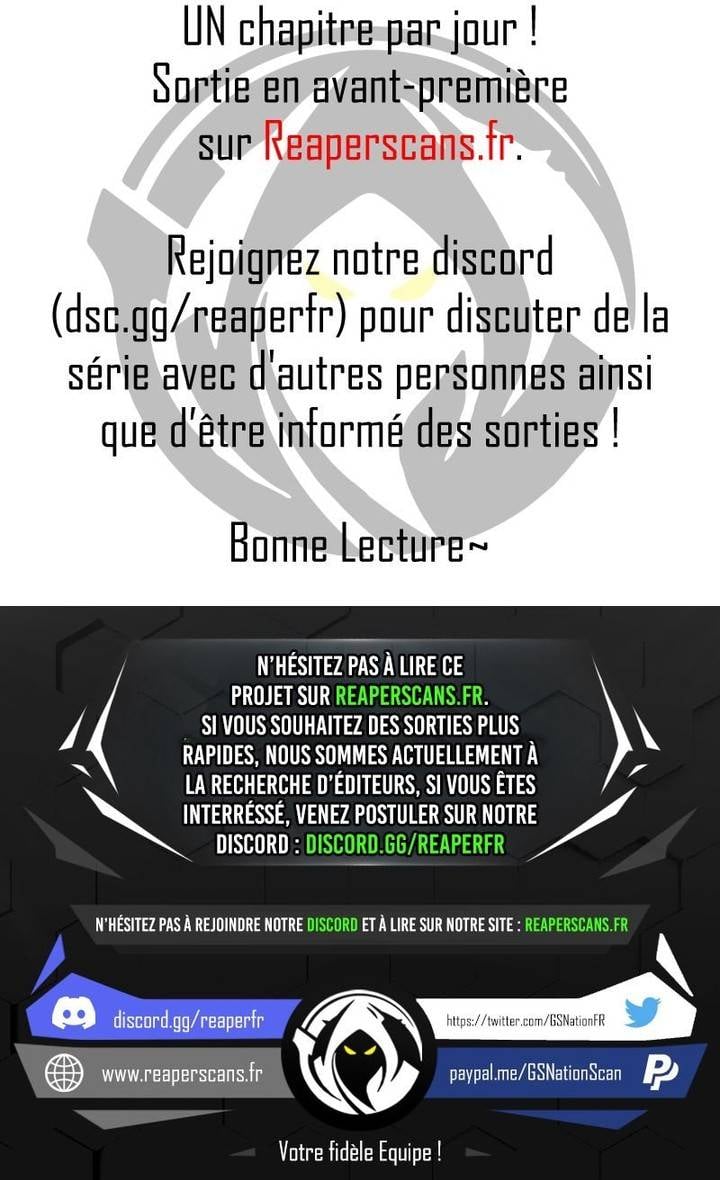 UN chapitre par jour !
Sortie en avant-première
sur Reaperscans.fr.
Rejoignez notre discord
(dsc.gg/reaperfr) pour discuter de la
série avec d'autres personnes ainsi
que d’être informé des sorties !
Bonne Lecture~
N’HÉSITEZ PAS À LIRE CE
PROJET SUR REAPERSCANS.FR.
SI VOUS SOUHAITEZ DES SORTIES PLUS
RAPIDES, NOUS SOMMES ACTUELLEMENT À
LA RECHERCHE D’ÉDITEURS, SI VOUS ÊTES
INTERRÉSSÉ, VENEZ POSTULER SUR NOTRE
DISCORD : DISCORD.GG/REAPERFR
N’HÉSITEZ PAS À REJOINDRE NOTRE DISCORD ET À LIRE SUR NOTRE SITE : REAPERSCANS.FR
discord.gg/reaperfr
https://twitter.com/GSNationFR
www.reaperscans.fr
paypal.me/GSNationScan
Votre fidèle Equipe !